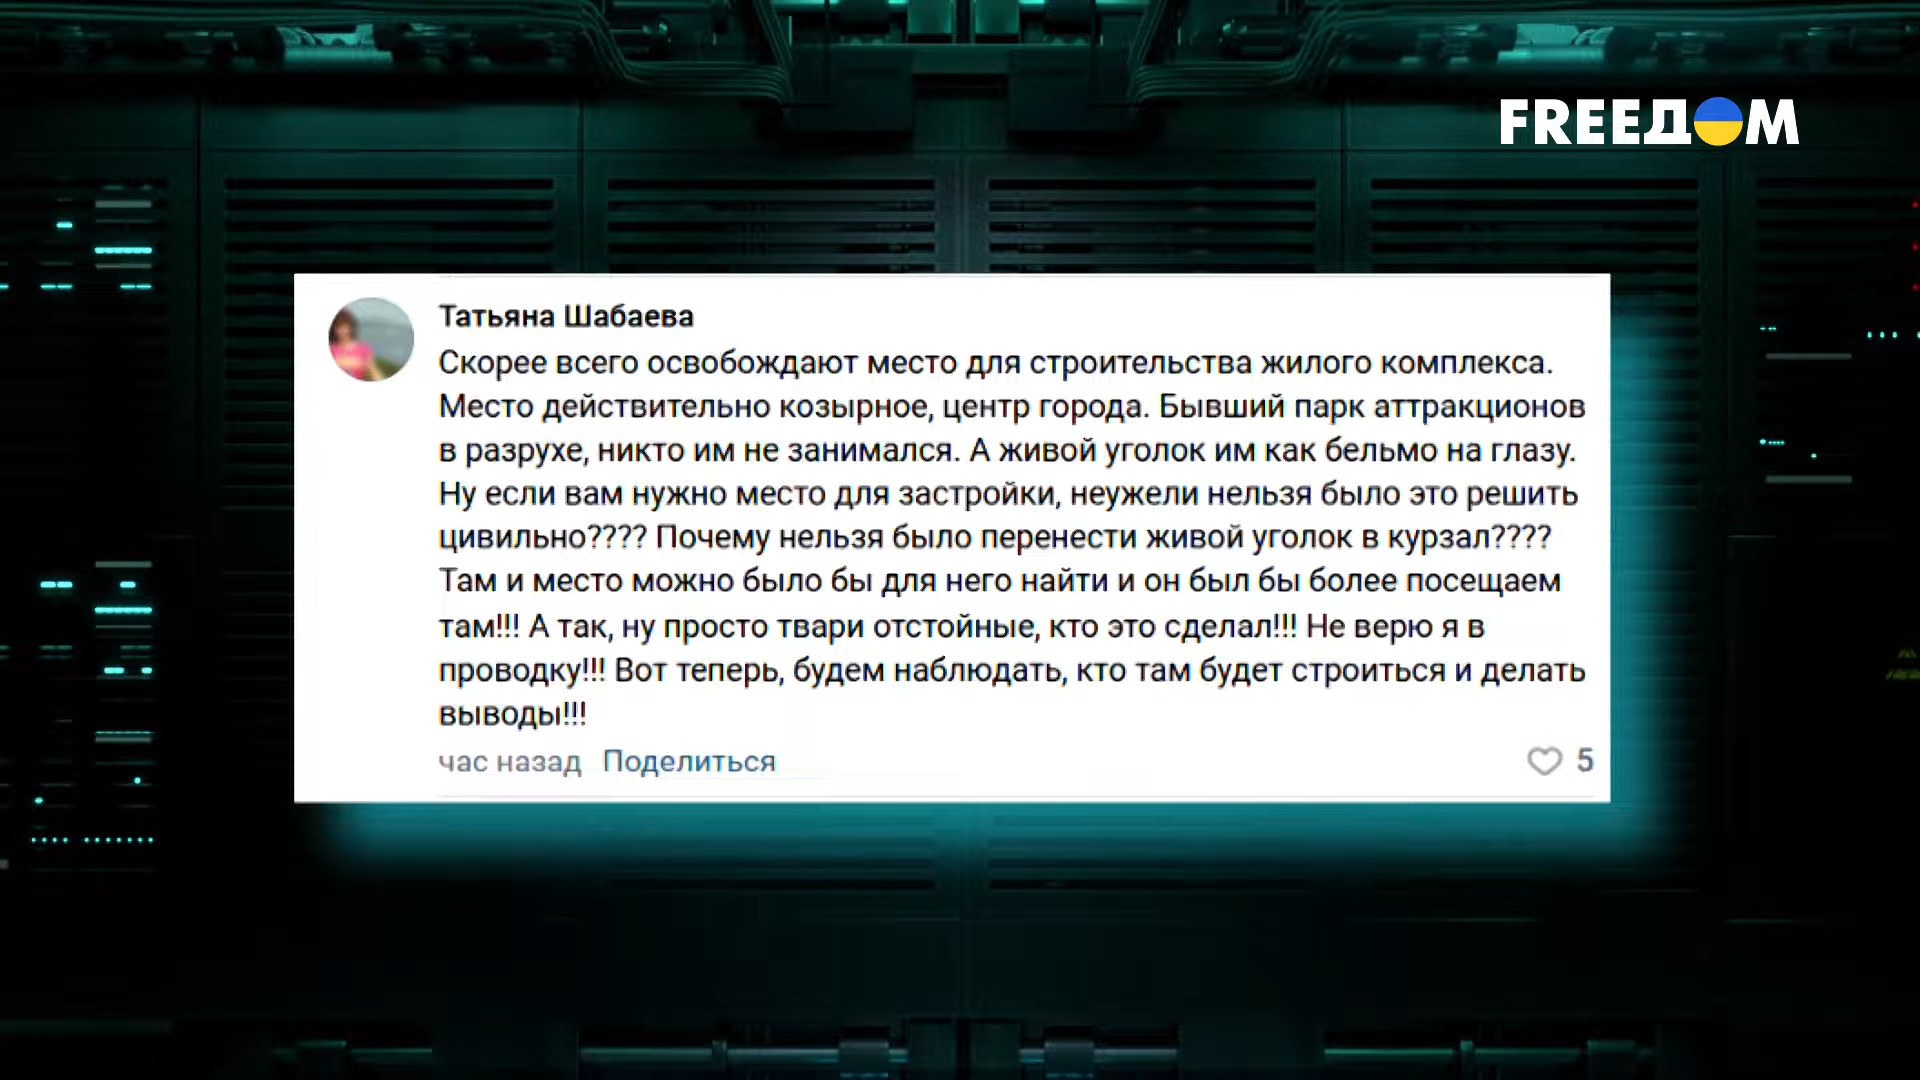 FREEДOM
Татьяна Шабаева
Скорее всего освобождают место для строительства жилого комплекса.
Место действительно козырное, центр города. Бывший парк аттракционов
в разрухе, никто им не занимался. А живой уголок им как бельмо на глазу.
Ну если вам нужно место для застройки, неужели нельзя было это решить
цивильно???? Почему нельзя было перенести живой уголок в курзал????
Там и место можно было бы для него найти и он был бы более посещаем
там!!! А так, ну просто твари отстойные, кто это сделал!!! Не верю я в
проводку!!! Вот теперь, будем наблюдать, кто там будет строиться и делать
выводы!!!
час назад Поделиться 5